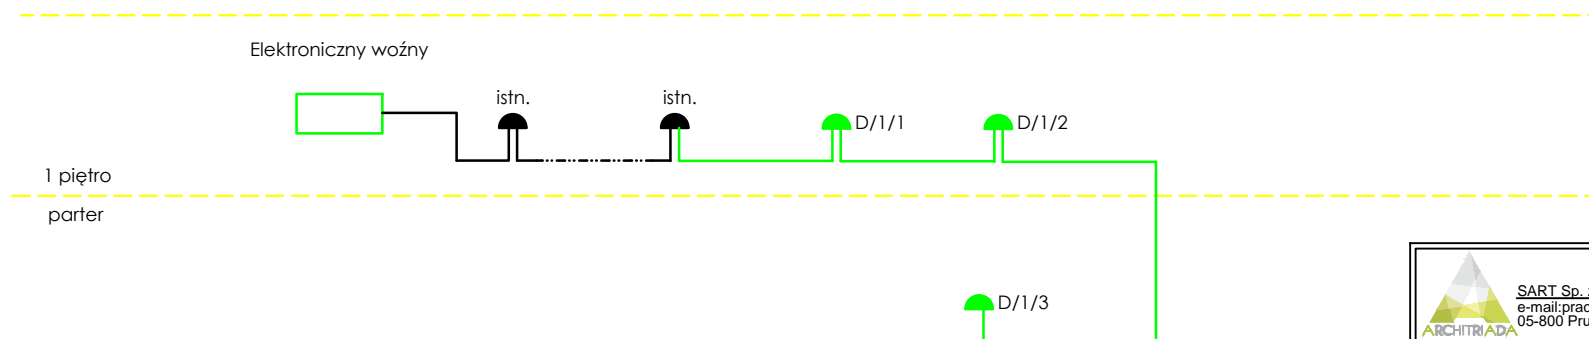 Elektroniczny woźny
istn.
istn.
D/1/1
D/1/2
1 piętro
parter
D/1/3
SART Sp.
e-mail:prac
05-800 Pru
ARCHITRIADA